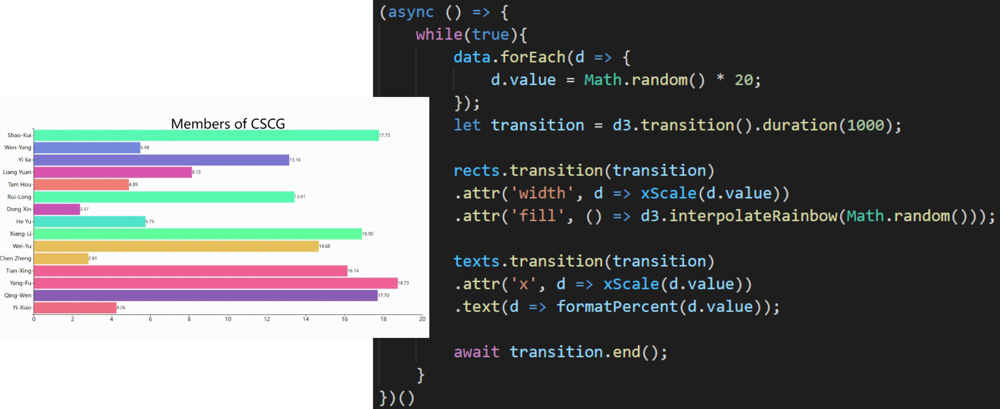 Members of CSCG
Shao-Kui 17.75
Wen-Yang 5.48
Yi Ke 13.16
Liang Yuan 8.15
Tam Hou 4.89
Rui-Long 13.41
Dong Xin 2.37
He Yu 5.75
Xiang-Li 16.90
Wei-Yu 14.68
Chen Zheng 2.81
Tian-Xing 16.14
Yang-Fu 18.73
Qing-Wen 17.70
Yi-Xiao 4.26
0 2 4 6 8 10 12 14 16 18 20
(async () => {
while(true){
data.forEach(d => {
d.value = Math.random() * 20;
});
let transition = d3.transition().duration(1000);
rects.transition(transition)
.attr('width', d => xScale(d.value))
.attr('fill', () => d3.interpolateRainbow(Math.random()));
texts.transition(transition)
.attr('x', d => xScale(d.value))
.text(d => formatPercent(d.value));
await transition.end();
}
})()